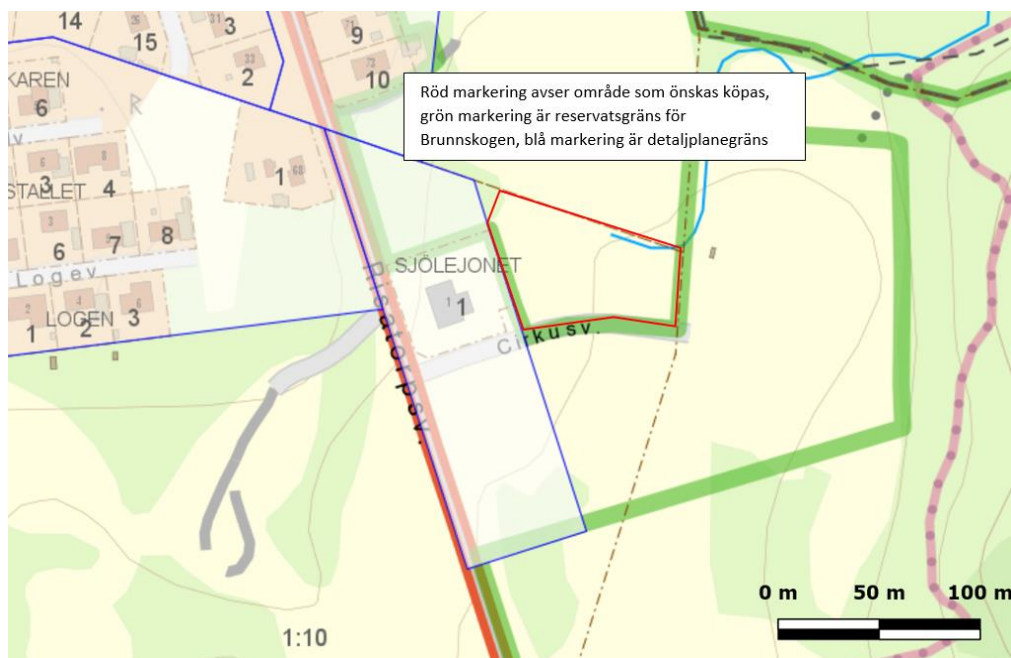 14
15
3
9
2
10
KAREN
6
Röd markering avser område som önskas köpas,
grön markering är reservatsgräns för
Brunnskogen, blå markering är detaljplanegräns
3
4
STALLET
1
68
6
7
8
Logev
SJÖLEJONET
1
1
LOGEN
2
3
Cirkusv.
Risatorpsv.
0 m 50 m 100 m
1:10